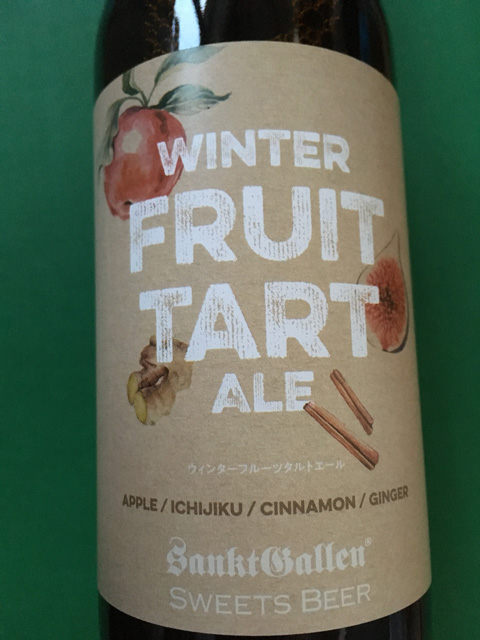 WINTER
FRUIT
TART
ALE
ウィンターフルーツタルトエール
APPLE / ICHIJIKU / CINNAMON / GINGER
SanktGallen®
SWEETS BEER